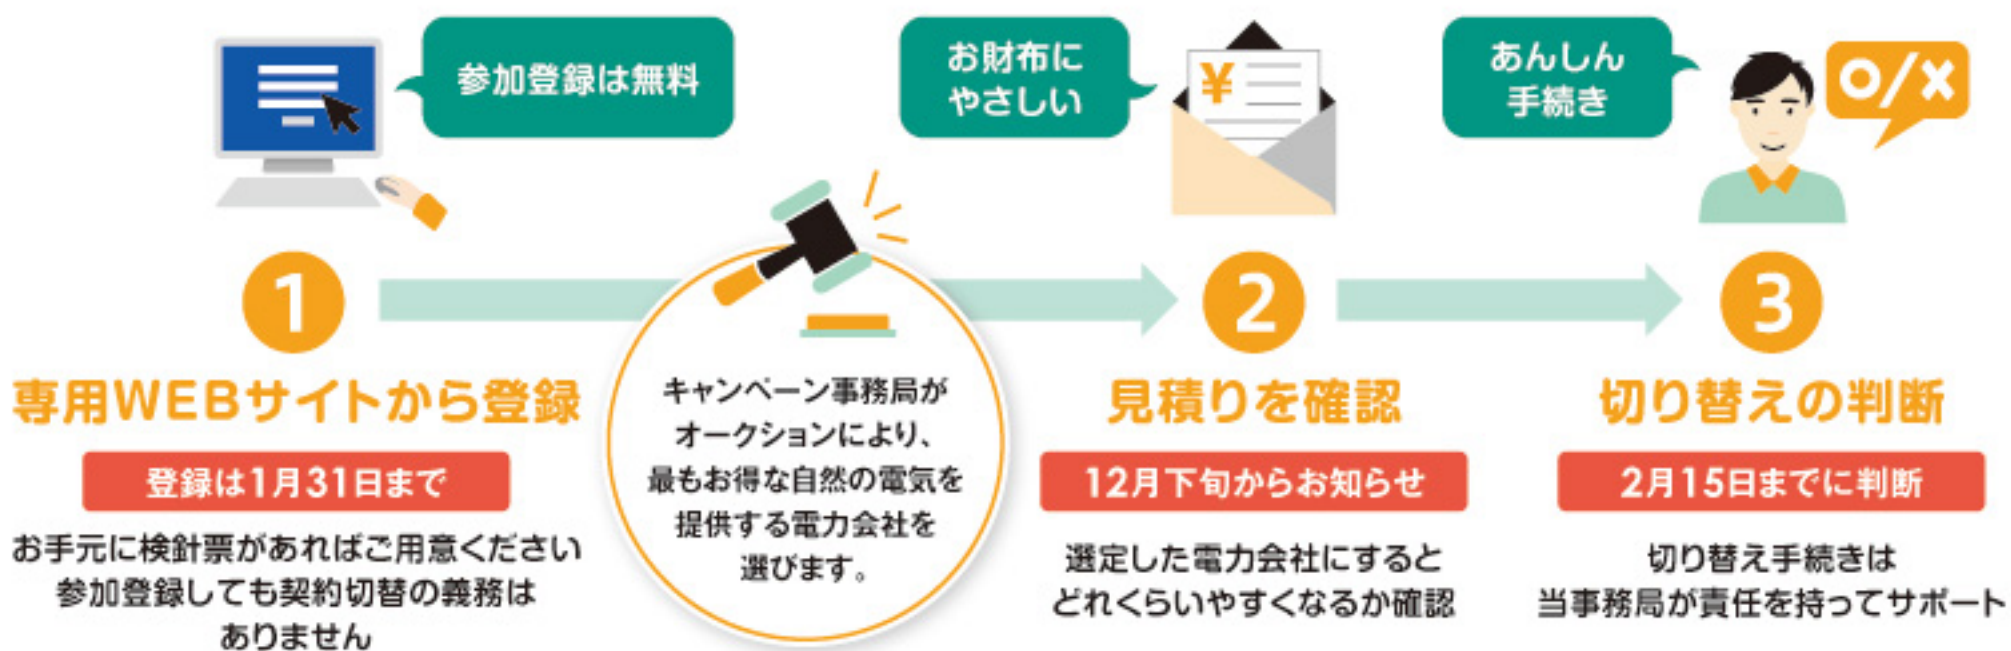 参加登録は無料
お財布に
やさしい
¥
あんしん
手続き
O/X
1
専用WEBサイトから登録
登録は1月31日まで
お手元に検針票があればご用意ください
参加登録しても契約切替の義務は
ありません
キャンペーン事務局が
オークションにより、
最もお得な自然の電気を
提供する電力会社を
選びます。
2
見積りを確認
12月下旬からお知らせ
選定した電力会社にすると
どれくらいやすくなるか確認
3
切り替えの判断
2月15日までに判断
切り替え手続きは
当事務局が責任を持ってサポート